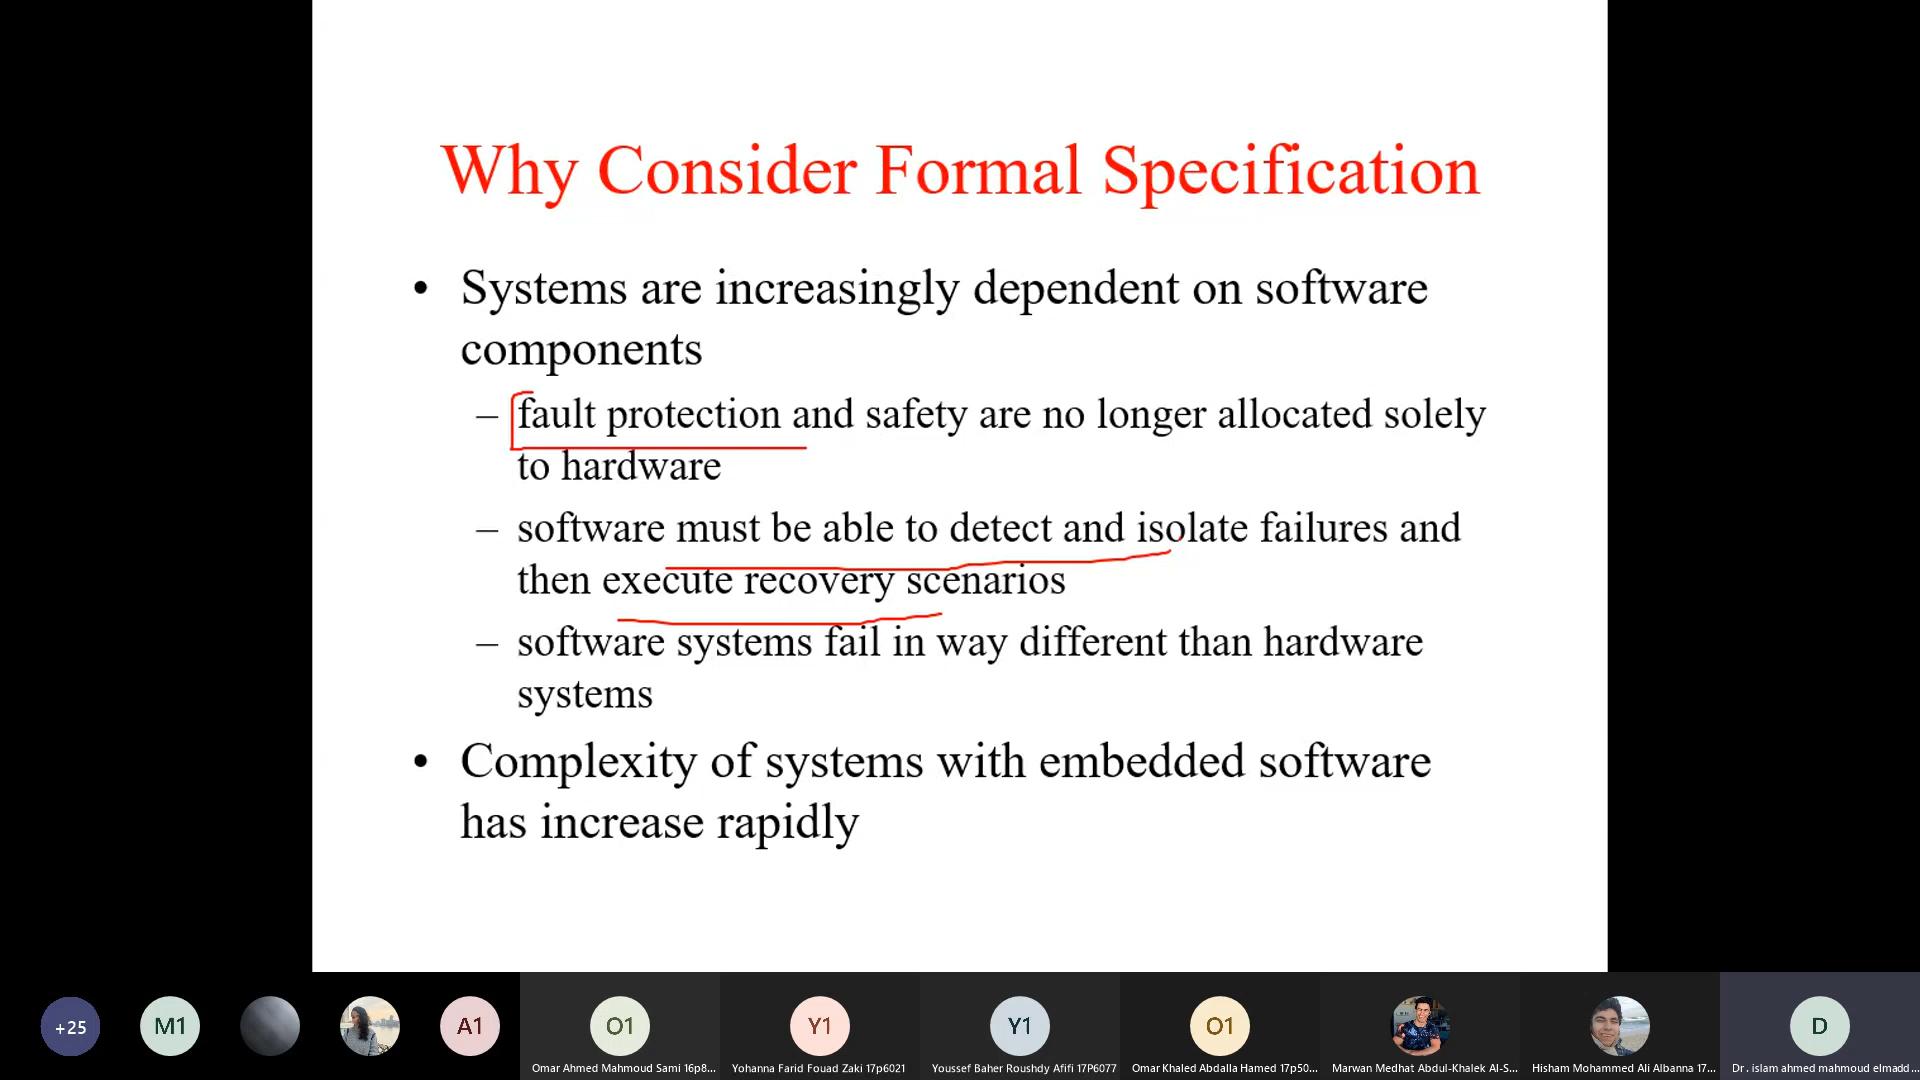 Why Consider Formal Specification
• Systems are increasingly dependent on software
components
– fault protection and safety are no longer allocated solely
to hardware
– software must be able to detect and isolate failures and
then execute recovery scenarios
– software systems fail in way different than hardware
systems
• Complexity of systems with embedded software
has increase rapidly
+25 M1 A1 O1 Y1 Y1 O1 D
Omar Ahmed Mahmoud Sami 16p8... Yohanna Farid Fouad Zaki 17p6021 Youssef Baher Roushdy Afifi 17P6077 Omar Khaled Abdalla Hamed 17p50... Marwan Medhat Abdul-Khalek Al-S... Hisham Mohammed Ali Albanna 17... Dr. islam ahmed mahmoud elmadd...